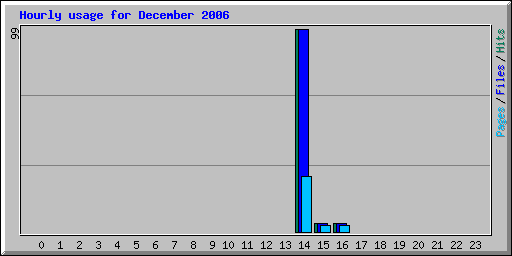 Hourly usage for December 2006
99
Pages/Files/Hits
0 1 2 3 4 5 6 7 8 9 10 11 12 13 14 15 16 17 18 19 20 21 22 23